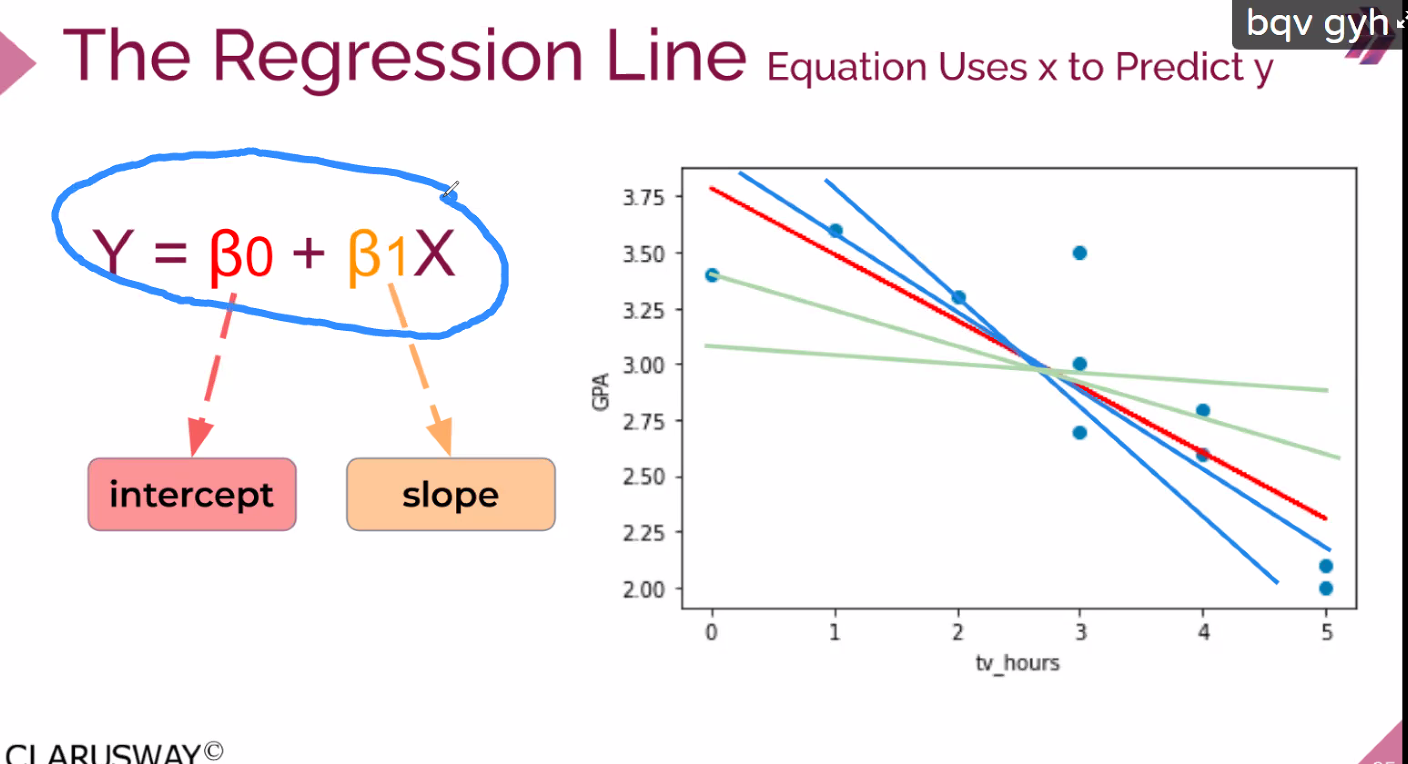 bqv gyh
The Regression Line Equation Uses x to Predict y
Y = β0 + β1X
intercept
slope
3.75
3.50
3.25
3.00
2.75
2.50
2.25
2.00
GPA
0 1 2 3 4 5
tv_hours
CLARUSWAY©